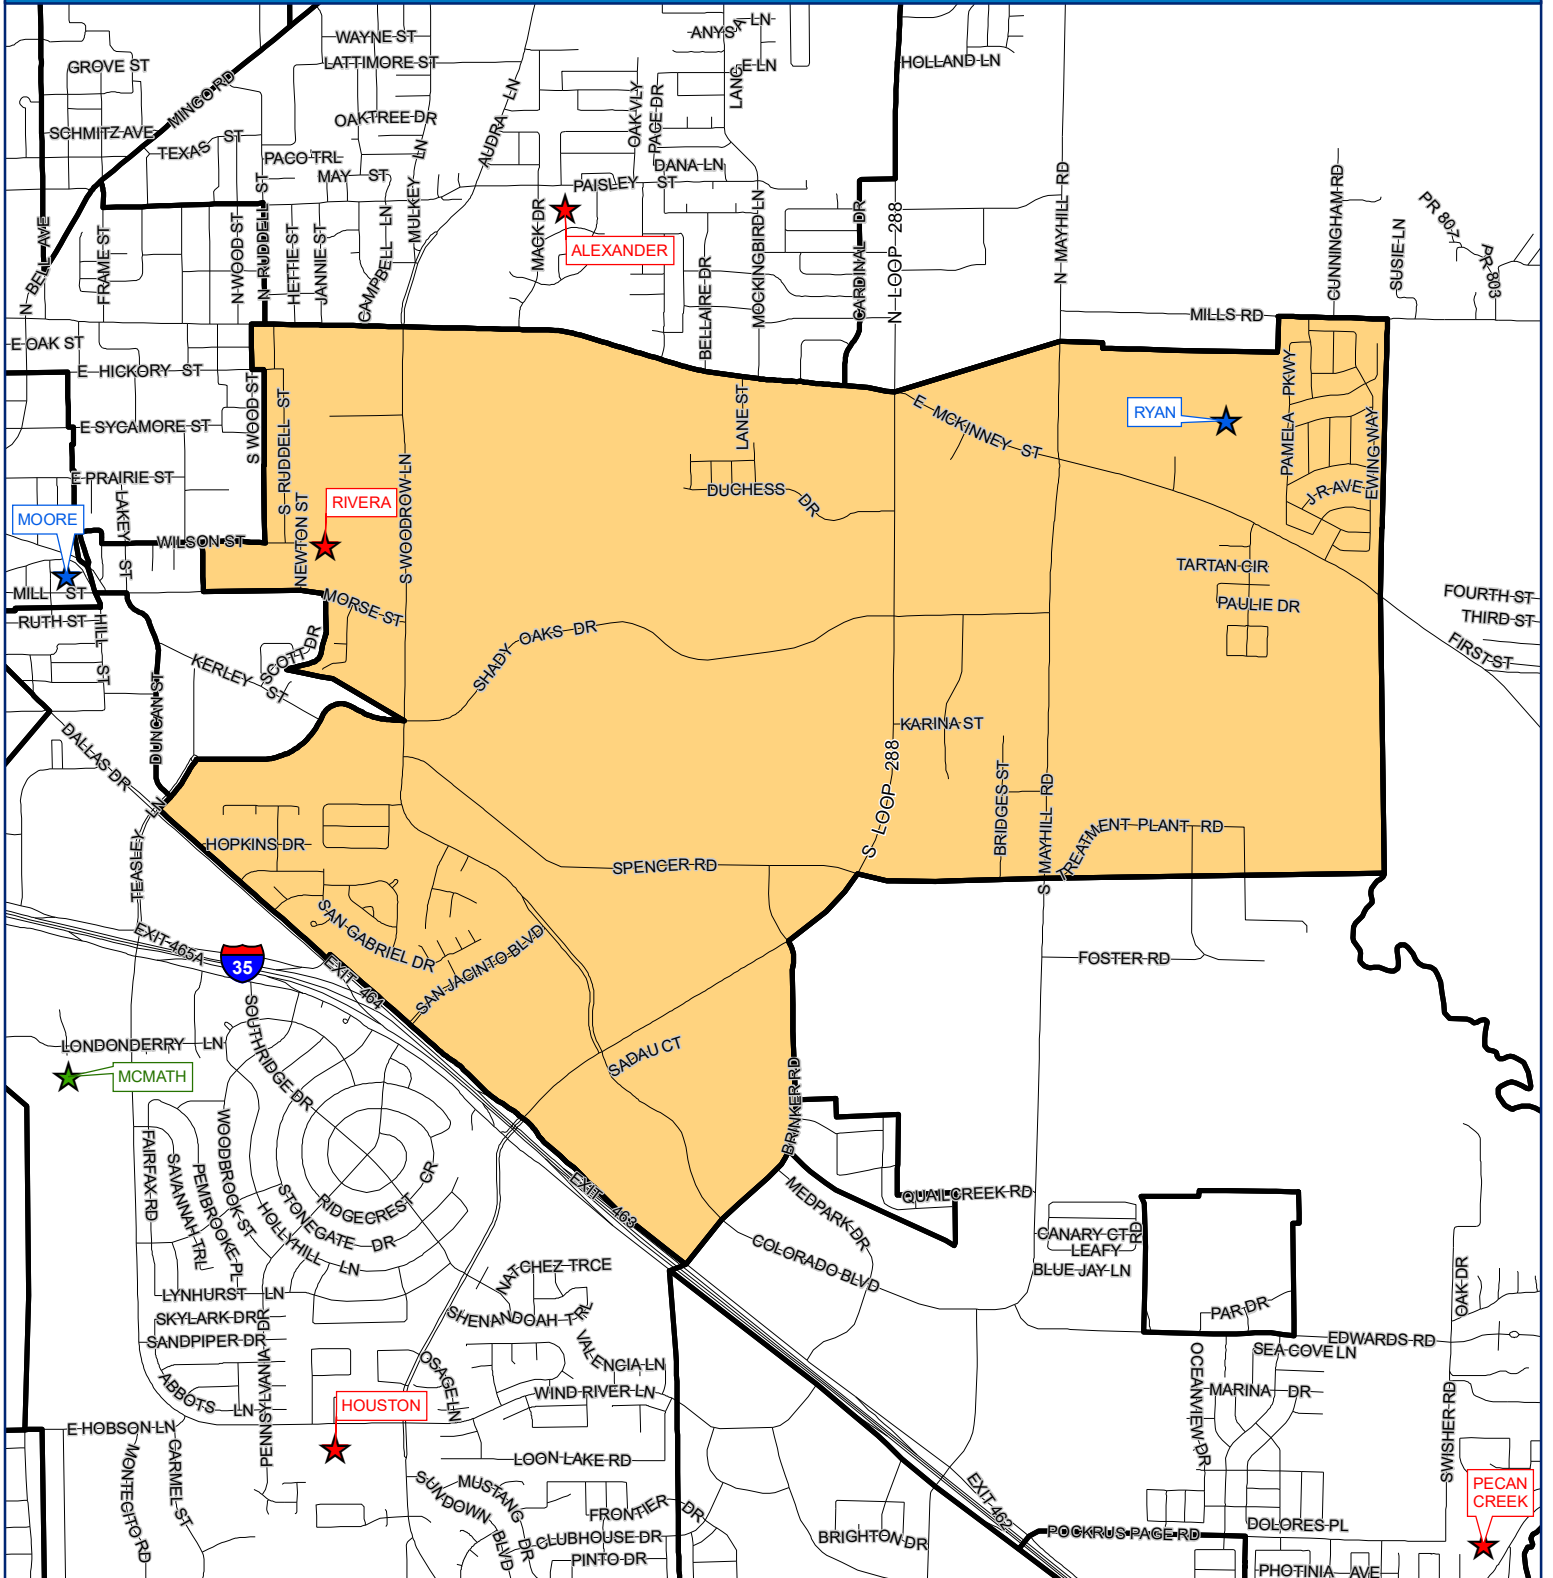 ANYSA LN
WAYNE ST
LATTIMORE ST
GROVE ST
LANCE LN
HOLLAND LN
MINGO RD
AUDRA LN
OAK VLY
PACE DR
SCHMITZ AVE
OAKTREE DR
TEXAS ST
PACO TRL
MAY ST
DANA LN
PAISLEY ST
N BELL AVE
FRAME ST
N WOOD ST
N RUDDELL ST
HETTIE ST
JANNIE ST
CAMPBELL LN
MULKEY LN
MACK DR
ALEXANDER
BELLAIRE DR
MOCKINGBIRD LN
CARDINAL DR
N LOOP 288
N MAYHILL RD
CUNNINGHAM RD
SUSIE LN
PR 807
PR 803
MILLS RD
E OAK ST
E HICKORY ST
E SYCAMORE ST
E PRAIRIE ST
S WOOD ST
S RUDDELL ST
NEWTON ST
S WOODROW LN
LANE ST
DUCHESS DR
E MCKINNEY ST
RYAN
PAMELA PKWY
EWING WAY
J R AVE
RIVERA
MOORE
LAKEY ST
WILSON ST
MILL ST
RUTH ST
HILL ST
MORSE ST
SCOTT DR
KERLEY ST
SHADY OAKS DR
TARTAN CIR
PAULIE DR
FOURTH ST
THIRD ST
FIRST ST
DUNCAN ST
DALLAS DR
KARINA ST
S LOOP 288
BRIDGES ST
S MAYHILL RD
TREATMENT PLANT RD
TEASLEY LN
HOPKINS DR
SPENCER RD
SAN GABRIEL DR
SAN JACINTO BLVD
EXIT 465A
35
EXIT 464
FOSTER RD
LONDONDERRY LN
SOUTHRIDGE DR
MCMATH
SADAU CT
BRINKER RD
FAIRFAX RD
SAVANNAH TRL
PEMBROOKE PL
WOODBROOK ST
HOLLYHILL LN
STONEGATE DR
RIDGECREST CR
EXIT 463
MEDPARK DR
QUAIL CREEK RD
COLORADO BLVD
CANARY CT
LEAFY
RD
BLUE JAY LN
PAR DR
OAK DR
LYNHURST LN
SKYLARK DR
SANDPIPER DR
PENNSYLVANIA DR
NATCHEZ TRCE
SHENANDOAH TRL
VALENCIA LN
EDWARDS RD
SEA COVE LN
OCEANVIEW DR
MARINA DR
SWISHER RD
ABBOTS LN
OSAGE LN
WIND RIVER LN
HOUSTON
E HOBSON LN
MONTECITO RD
CARMEL ST
LOON LAKE RD
SUNDOWN BLVD
MUSTANG DR
FRONTIER DR
CLUBHOUSE DR
PINTO DR
BRIGHTON DR
EXIT 462
POCKRUS PAGE RD
DOLORES PL
PHOTINIA AVE
PECAN
CREEK